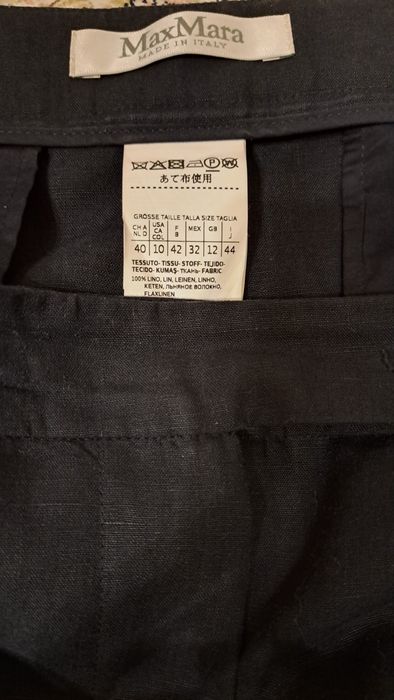 MaxMara
MADE IN ITALY
P W
あて布使用
GRÖSSE TAILLE TALLA SIZE TAGLIA
CH A NL D USA CA COL F B MEX GB I J
40 10 42 32 12 44
TESSUTO- TISSU- STOFF- TEJIDO-
TECIDO- KUMAŞ- ТКАНЬ- FABRIC
100% LINO, LIN, LEINEN, LINHO,
KETEN, ЛЬНЯНОЕ ВОЛОКНО,
FLAXLINEN